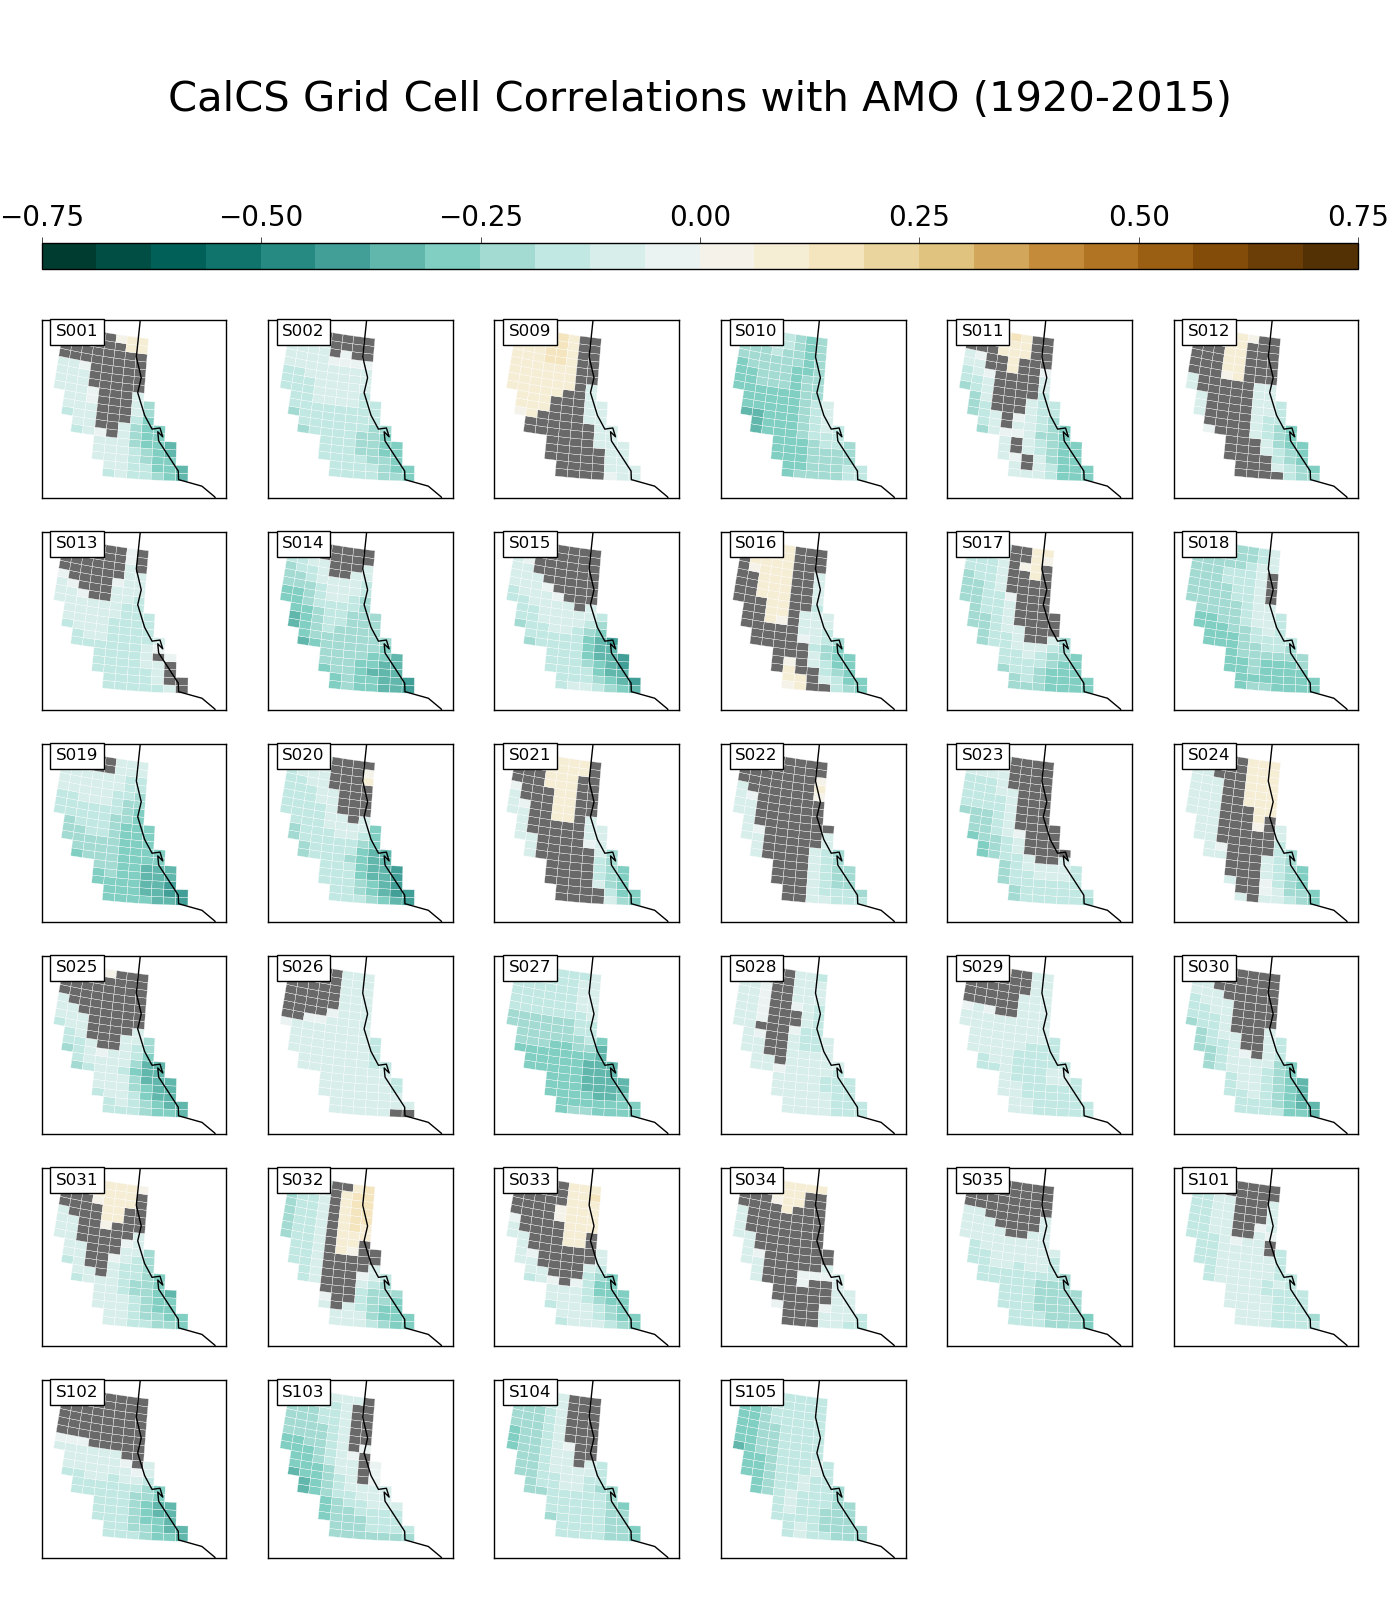 CalCS Grid Cell Correlations with AMO (1920-2015)
−0.75 −0.50 −0.25 0.00 0.25 0.50 0.75
S001 S002 S009 S010 S011 S012
S013 S014 S015 S016 S017 S018
S019 S020 S021 S022 S023 S024
S025 S026 S027 S028 S029 S030
S031 S032 S033 S034 S035 S101
S102 S103 S104 S105